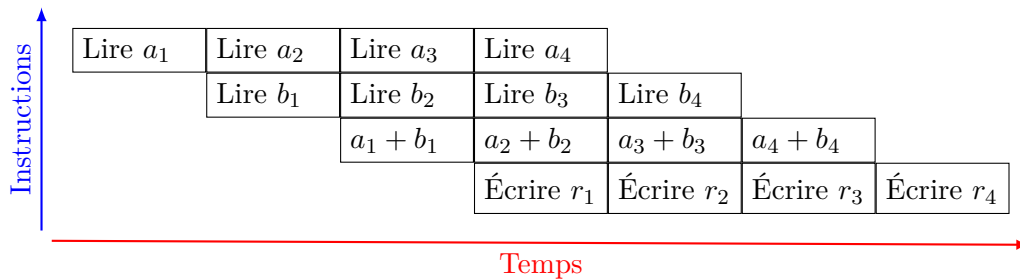 Instructions
Lire a₁ Lire a₂ Lire a₃ Lire a₄
Lire b₁ Lire b₂ Lire b₃ Lire b₄
a₁ + b₁ a₂ + b₂ a₃ + b₃ a₄ + b₄
Écrire r₁ Écrire r₂ Écrire r₃ Écrire r₄
Temps